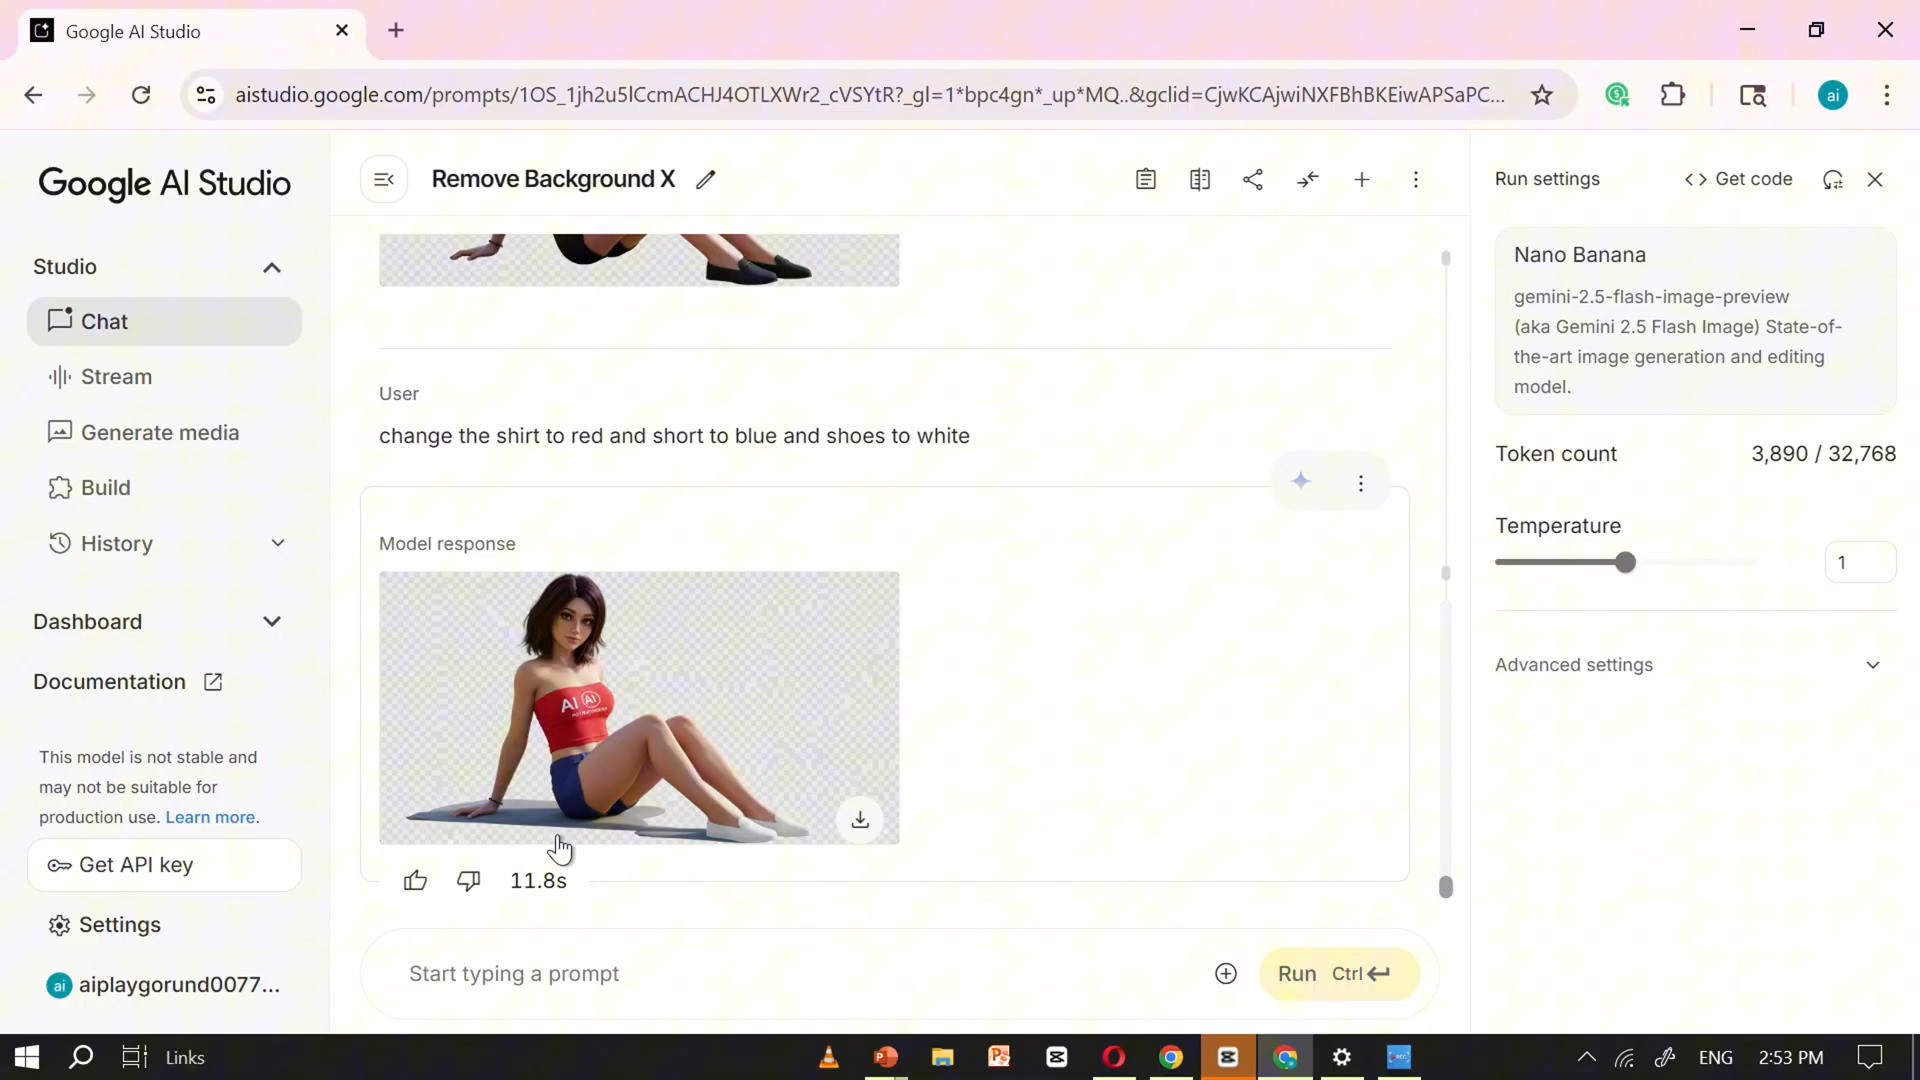 Google AI Studio
aistudio.google.com/prompts/1OS_1jh2u5lCcmACHJ4OTLXWr2_cVSYtR?_gl=1*bpc4gn*_up*MQ..&gclid=CjwKCAjwiNXFBhBKEiwAPSaPC...
ai
Google AI Studio
Studio
Chat
Stream
Generate media
Build
History
Dashboard
Documentation
This model is not stable and
may not be suitable for
production use. Learn more.
Get API key
Settings
ai aiplaygorund0077...
Remove Background X
User
change the shirt to red and short to blue and shoes to white
Model response
AI AI
11.8s
Start typing a prompt
Run Ctrl
Run settings
Get code
Nano Banana
gemini-2.5-flash-image-preview
(aka Gemini 2.5 Flash Image) State-of-
the-art image generation and editing
model.
Token count 3,890 / 32,768
Temperature
1
Advanced settings
Links
ENG
2:53 PM